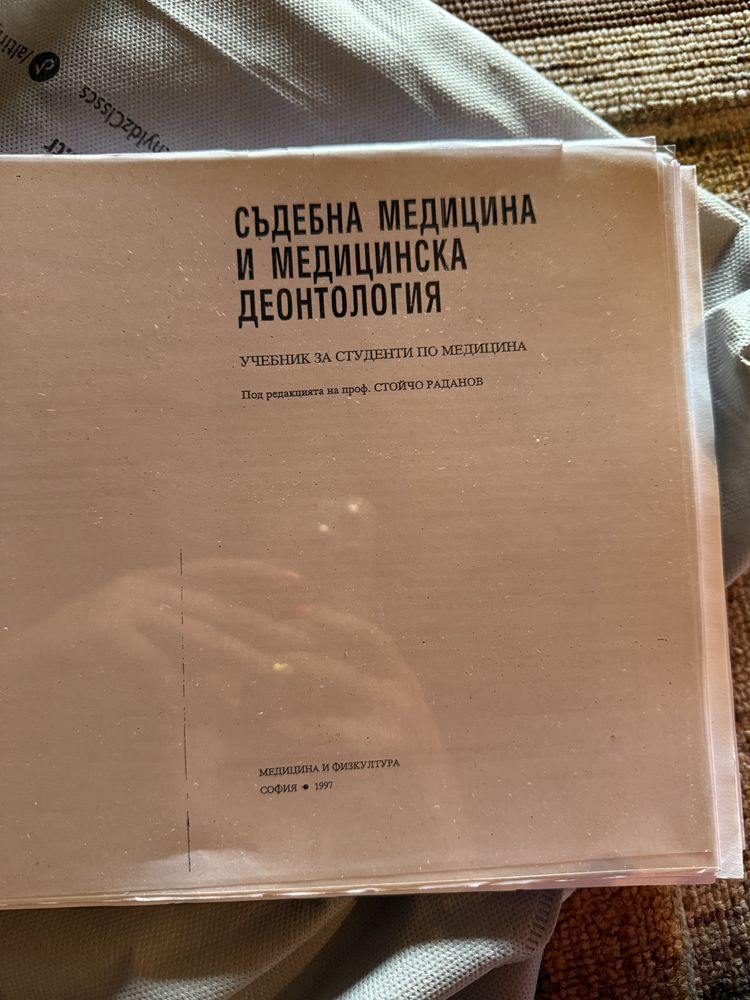 СЪДЕБНА МЕДИЦИНА
И МЕДИЦИНСКА
ДЕОНТОЛОГИЯ
УЧЕБНИК ЗА СТУДЕНТИ ПО МЕДИЦИНА
Под редакцията на проф. СТОЙЧО РАДАНОВ
МЕДИЦИНА И ФИЗКУЛТУРА
СОФИЯ • 1997